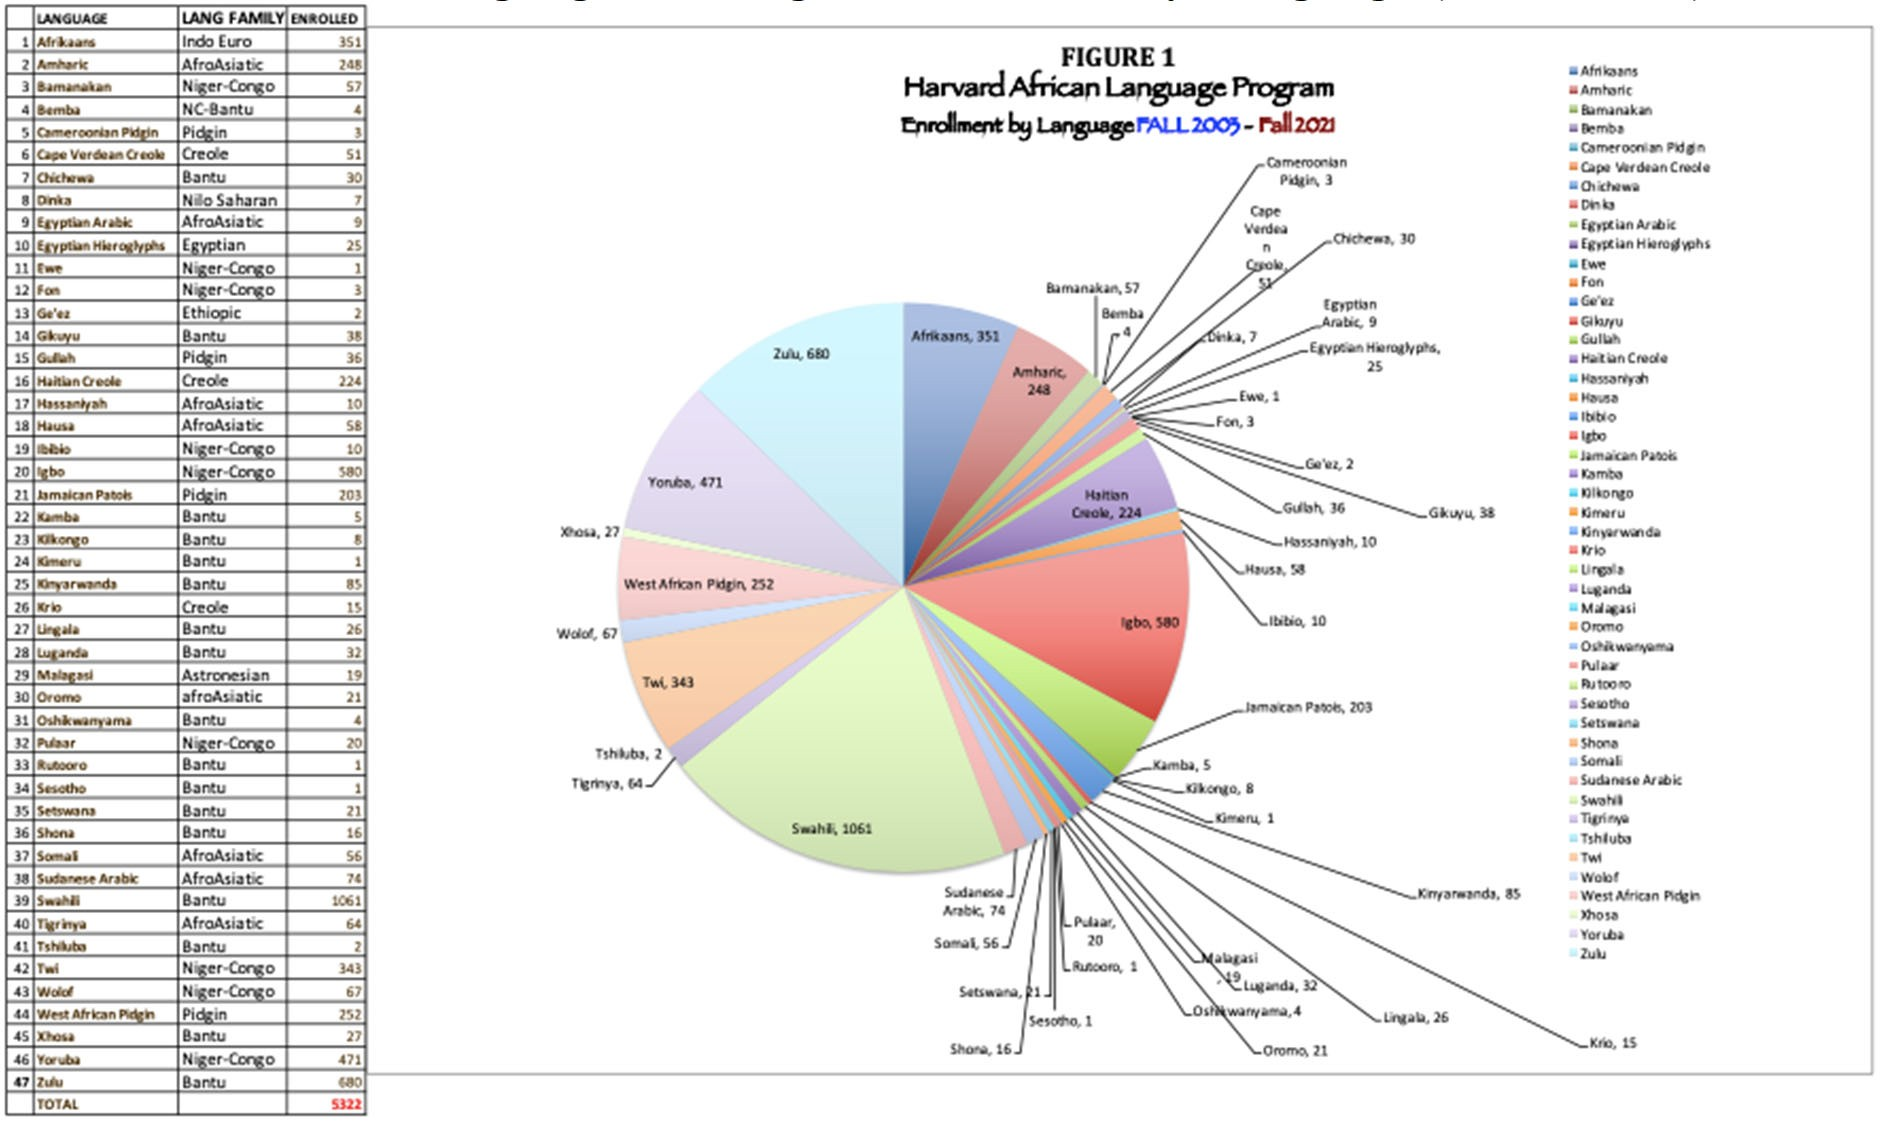 LANGUAGE LANG FAMILY ENROLLED
1 Afrikaans Indo Euro 351
2 Amharic AfroAsiatic 248
3 Bamanakan Niger-Congo 57
4 Bemba NC-Bantu 4
5 Cameroonian Pidgin Pidgin 3
6 Cape Verdean Creole Creole 51
7 Chichewa Bantu 30
8 Dinka Nilo Saharan 7
9 Egyptian Arabic AfroAsiatic 9
10 Egyptian Hieroglyphs Egyptian 25
11 Ewe Niger-Congo 1
12 Fon Niger-Congo 3
13 Ge'ez Ethiopic 2
14 Gikuyu Bantu 38
15 Gullah Pidgin 36
16 Haitian Creole Creole 224
17 Hassaniyah AfroAsiatic 10
18 Hausa AfroAsiatic 58
19 Ibibio Niger-Congo 10
20 Igbo Niger-Congo 580
21 Jamaican Patois Pidgin 203
22 Kamba Bantu 5
23 Kilkongo Bantu 8
24 Kimeru Bantu 1
25 Kinyarwanda Bantu 85
26 Krio Creole 15
27 Lingala Bantu 26
28 Luganda Bantu 32
29 Malagasi Astronesian 19
30 Oromo afroAsiatic 21
31 Oshikwanyama Bantu 4
32 Pulaar Niger-Congo 20
33 Rutooro Bantu 1
34 Sesotho Bantu 1
35 Setswana Bantu 21
36 Shona Bantu 16
37 Somali AfroAsiatic 56
38 Sudanese Arabic AfroAsiatic 74
39 Swahili Bantu 1061
40 Tigrinya AfroAsiatic 64
41 Tshiluba Bantu 2
42 Twi Niger-Congo 343
43 Wolof Niger-Congo 67
44 West African Pidgin Pidgin 252
45 Xhosa Bantu 27
46 Yoruba Niger-Congo 471
47 Zulu Bantu 680
TOTAL 5322
FIGURE 1
Harvard African Language Program
Enrollment by Language FALL 2003 - Fall 2021
Cameroonian
Pidgin, 3
Cape
Verdea
n
Creole,
51
Chichewa, 30
Bamanakan, 57
Bemba
4
Egyptian
Arabic, 9
Dinka, 7
Egyptian Hieroglyphs,
25
Afrikaans, 351
Amharic,
248
Ewe, 1
Fon, 3
Ge'ez, 2
Gikuyu, 38
Gullah, 36
Haitian
Creole, 224
Hassaniyah, 10
Hausa, 58
Ibibio, 10
Igbo, 580
Jamaican Patois, 203
Kamba, 5
Kilkongo, 8
Kimeru, 1
Kinyarwanda, 85
Krio, 15
Lingala, 26
Luganda, 32
Malagasi
, 19
Oromo, 21
Oshikwanyama, 4
Pulaar,
20
Rutooro, 1
Sesotho, 1
Setswana, 21
Shona, 16
Somali, 56
Sudanese
Arabic, 74
Swahili, 1061
Tigrinya, 64
Tshiluba, 2
Twi, 343
Wolof, 67
West African Pidgin, 252
Xhosa, 27
Yoruba, 471
Zulu, 680
Afrikaans
Amharic
Bamanakan
Bemba
Cameroonian Pidgin
Cape Verdean Creole
Chichewa
Dinka
Egyptian Arabic
Egyptian Hieroglyphs
Ewe
Fon
Ge'ez
Gikuyu
Gullah
Haitian Creole
Hassaniyah
Hausa
Ibibio
Igbo
Jamaican Patois
Kamba
Kilkongo
Kimeru
Kinyarwanda
Krio
Lingala
Luganda
Malagasi
Oromo
Oshikwanyama
Pulaar
Rutooro
Sesotho
Setswana
Shona
Somali
Sudanese Arabic
Swahili
Tigrinya
Tshiluba
Twi
Wolof
West African Pidgin
Xhosa
Yoruba
Zulu